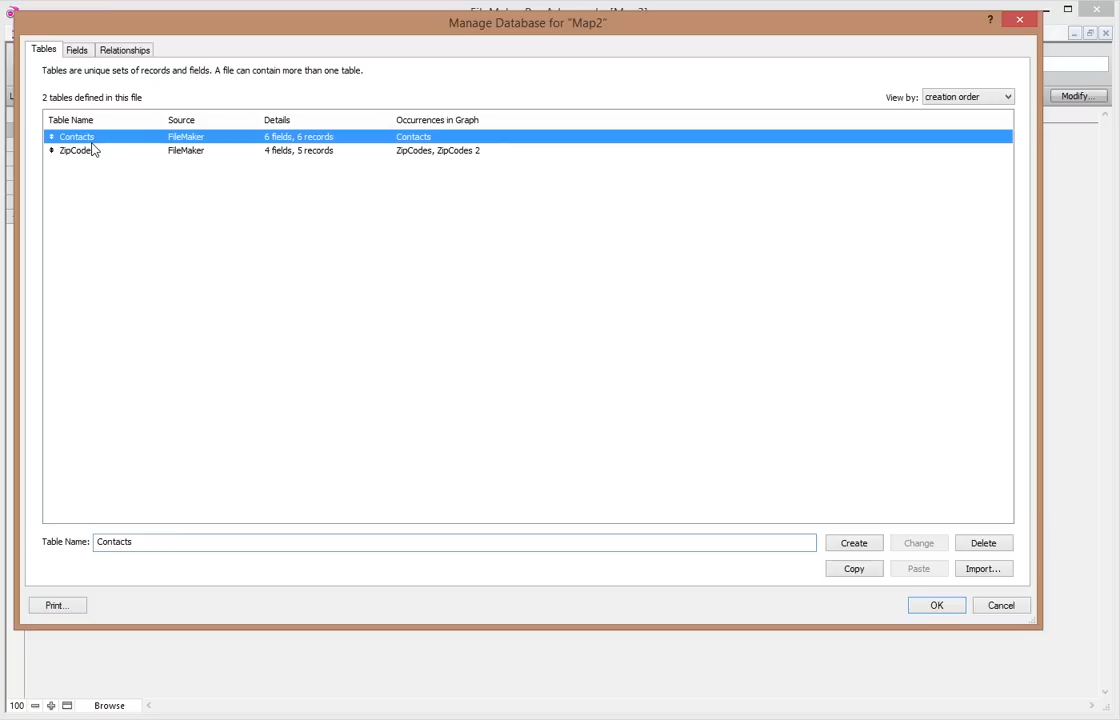 Manage Database for "Map2"
?
Tables Fields Relationships
Tables are unique sets of records and fields. A file can contain more than one table.
2 tables defined in this file
View by: creation order
Modify...
Table Name Source Details Occurrences in Graph
Contacts FileMaker 6 fields, 6 records Contacts
ZipCodes FileMaker 4 fields, 5 records ZipCodes, ZipCodes 2
Table Name: Contacts
Create Change Delete
Copy Paste Import...
Print... OK Cancel
100 Browse